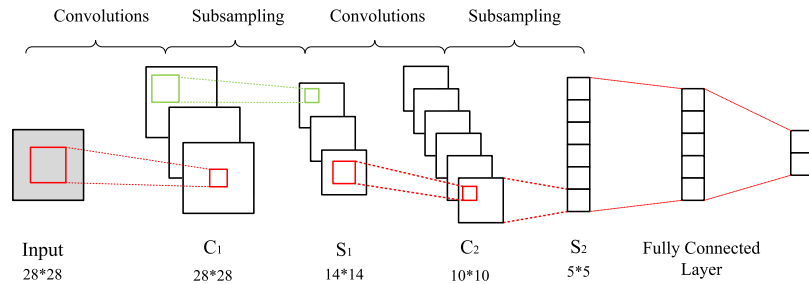 Convolutions Subsampling Convolutions Subsampling
Input C₁ S₁ C₂ S₂ Fully Connected
28*28 28*28 14*14 10*10 5*5 Layer